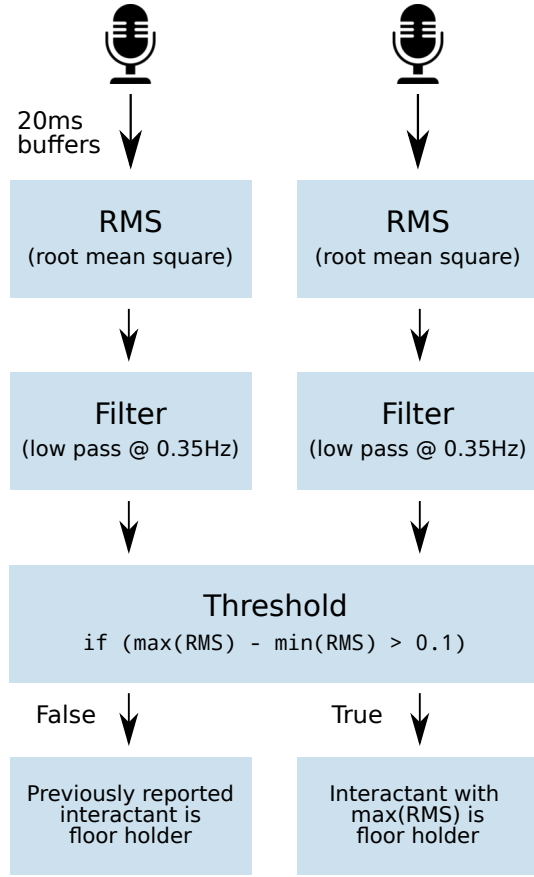 20ms
buffers
RMS
(root mean square)
RMS
(root mean square)
Filter
(low pass @ 0.35Hz)
Filter
(low pass @ 0.35Hz)
Threshold
if (max(RMS) - min(RMS) > 0.1)
False
True
Previously reported
interactant is
floor holder
Interactant with
max(RMS) is
floor holder